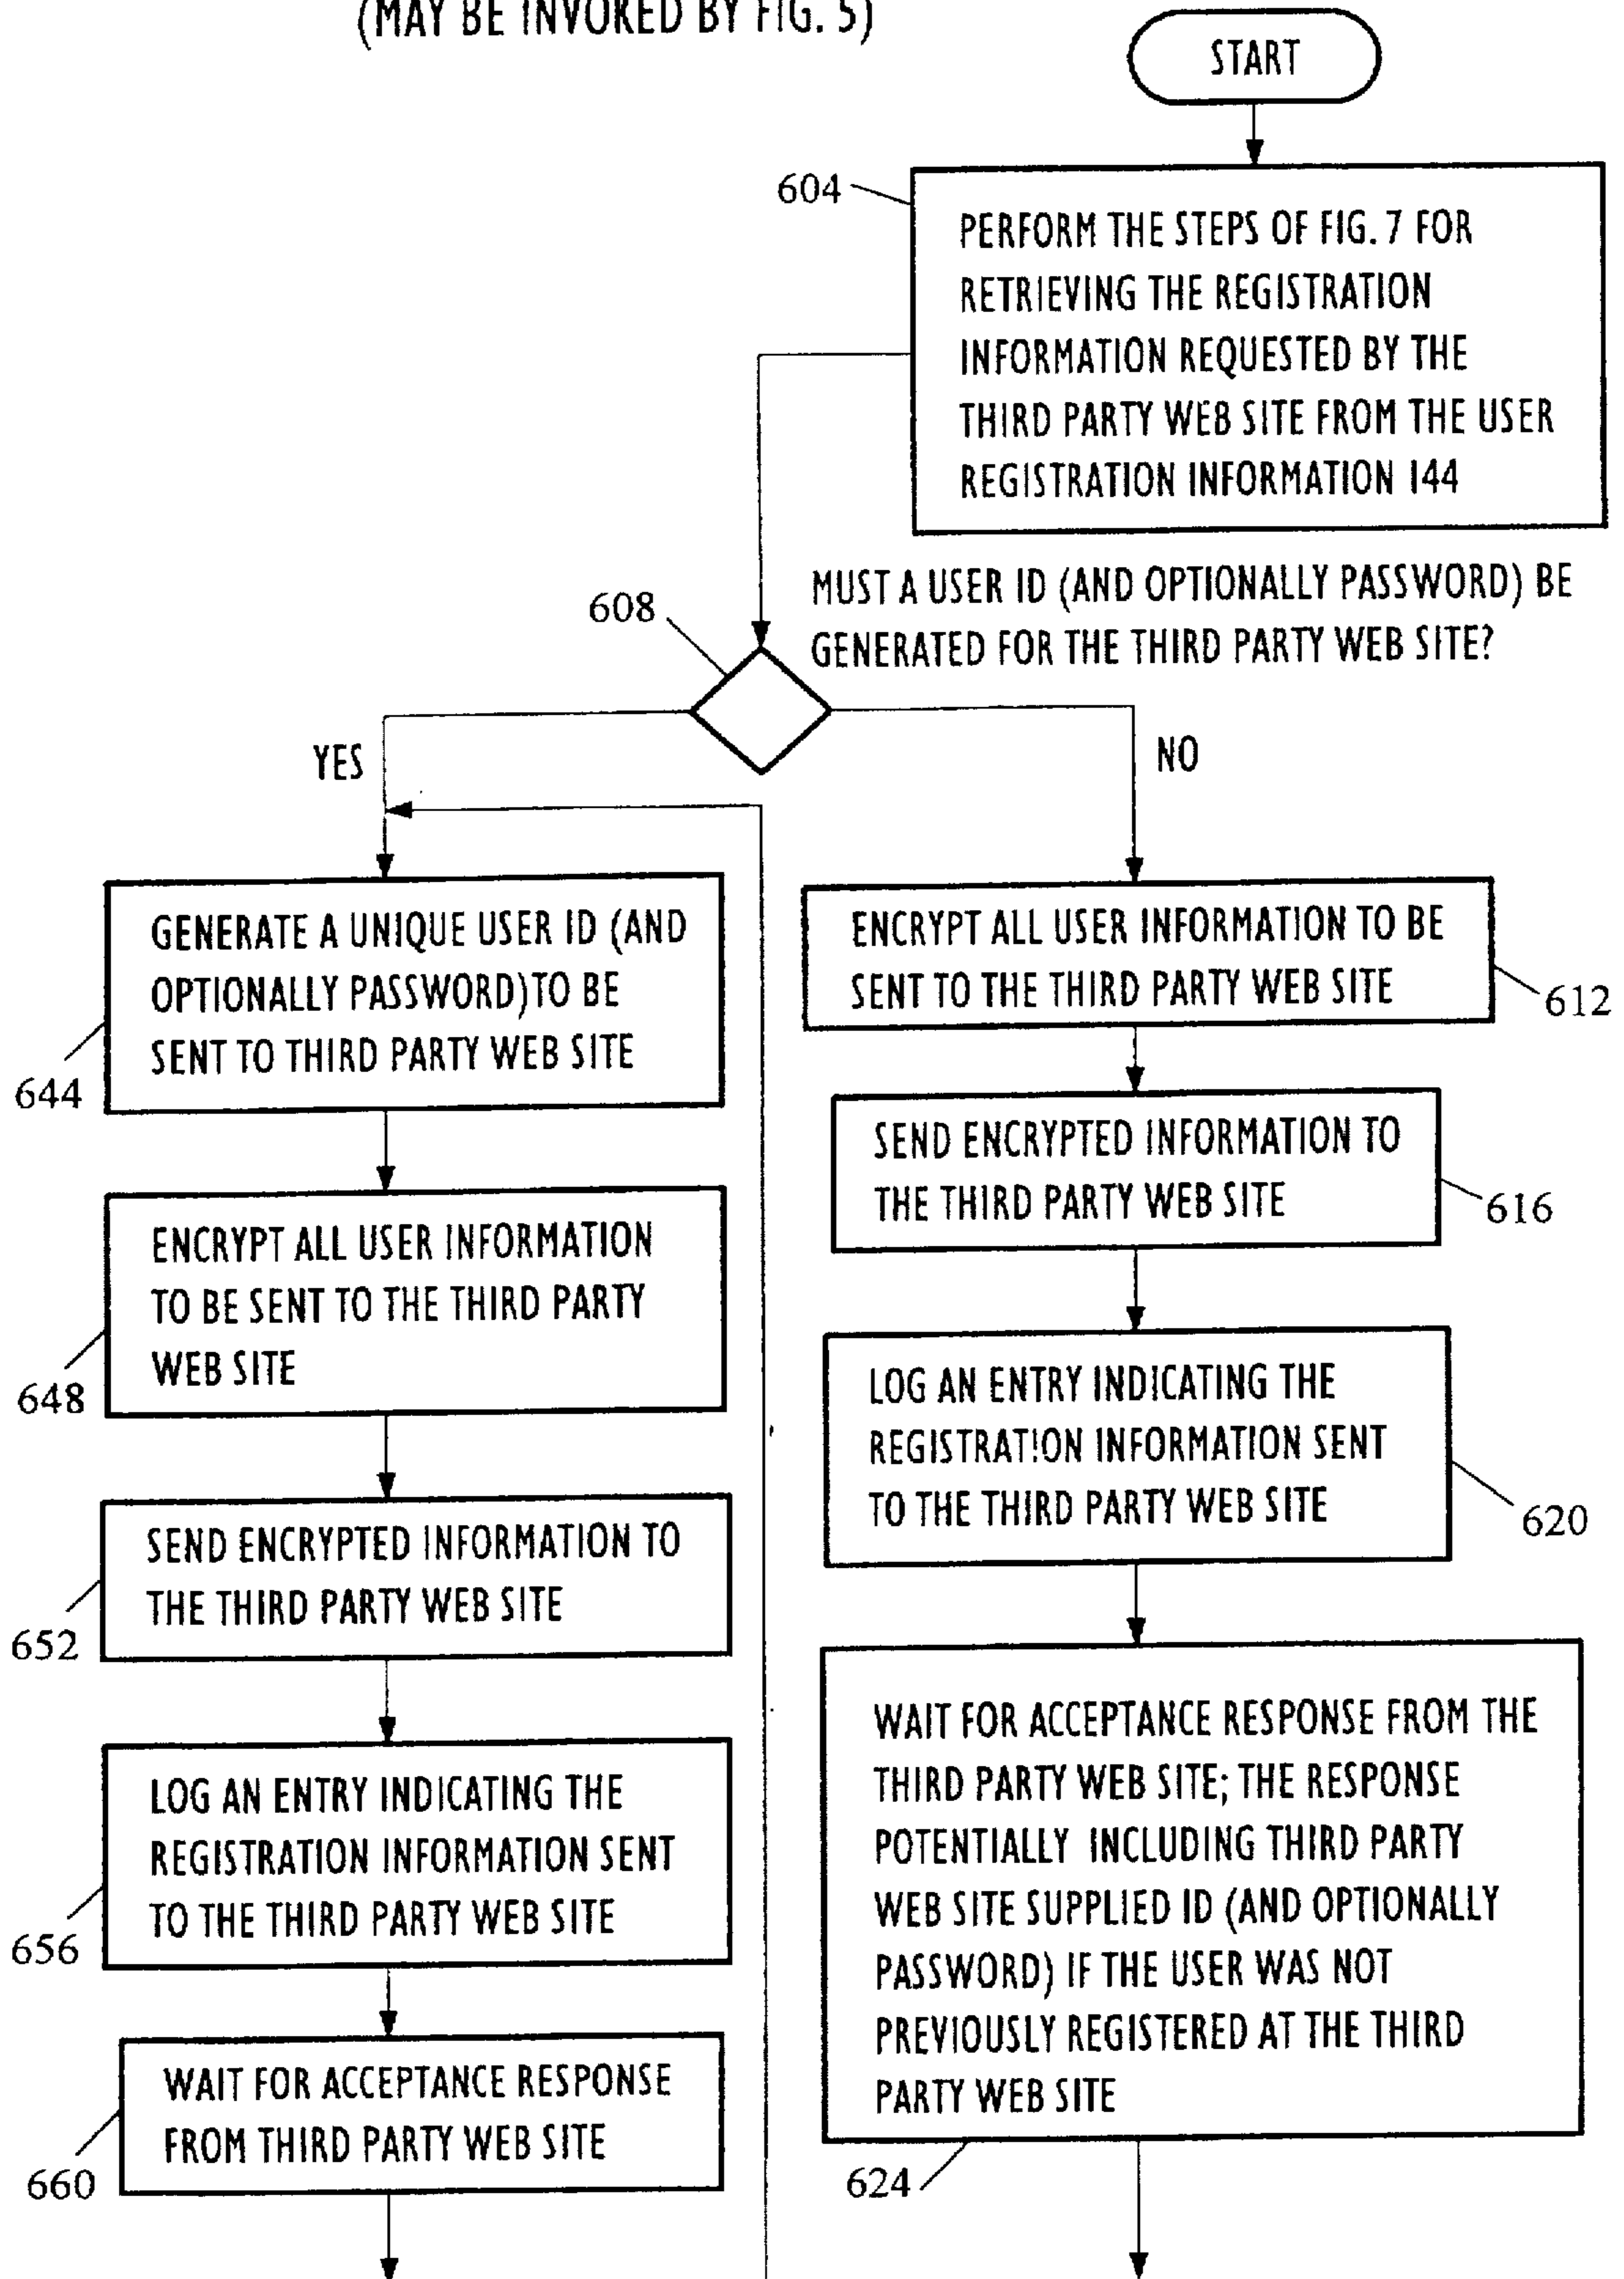 (MAY BE INVOKED BY FIG. 5)
START
604
PERFORM THE STEPS OF FIG. 7 FOR
RETRIEVING THE REGISTRATION
INFORMATION REQUESTED BY THE
THIRD PARTY WEB SITE FROM THE USER
REGISTRATION INFORMATION 144
608
MUST A USER ID (AND OPTIONALLY PASSWORD) BE
GENERATED FOR THE THIRD PARTY WEB SITE?
YES
NO
GENERATE A UNIQUE USER ID (AND
OPTIONALLY PASSWORD)TO BE
SENT TO THIRD PARTY WEB SITE
644
ENCRYPT ALL USER INFORMATION
TO BE SENT TO THE THIRD PARTY
WEB SITE
648
SEND ENCRYPTED INFORMATION TO
THE THIRD PARTY WEB SITE
652
LOG AN ENTRY INDICATING THE
REGISTRATION INFORMATION SENT
TO THE THIRD PARTY WEB SITE
656
WAIT FOR ACCEPTANCE RESPONSE
FROM THIRD PARTY WEB SITE
660
ENCRYPT ALL USER INFORMATION TO BE
SENT TO THE THIRD PARTY WEB SITE
612
SEND ENCRYPTED INFORMATION TO
THE THIRD PARTY WEB SITE
616
LOG AN ENTRY INDICATING THE
REGISTRATION INFORMATION SENT
TO THE THIRD PARTY WEB SITE
620
WAIT FOR ACCEPTANCE RESPONSE FROM THE
THIRD PARTY WEB SITE; THE RESPONSE
POTENTIALLY INCLUDING THIRD PARTY
WEB SITE SUPPLIED ID (AND OPTIONALLY
PASSWORD) IF THE USER WAS NOT
PREVIOUSLY REGISTERED AT THE THIRD
PARTY WEB SITE
624